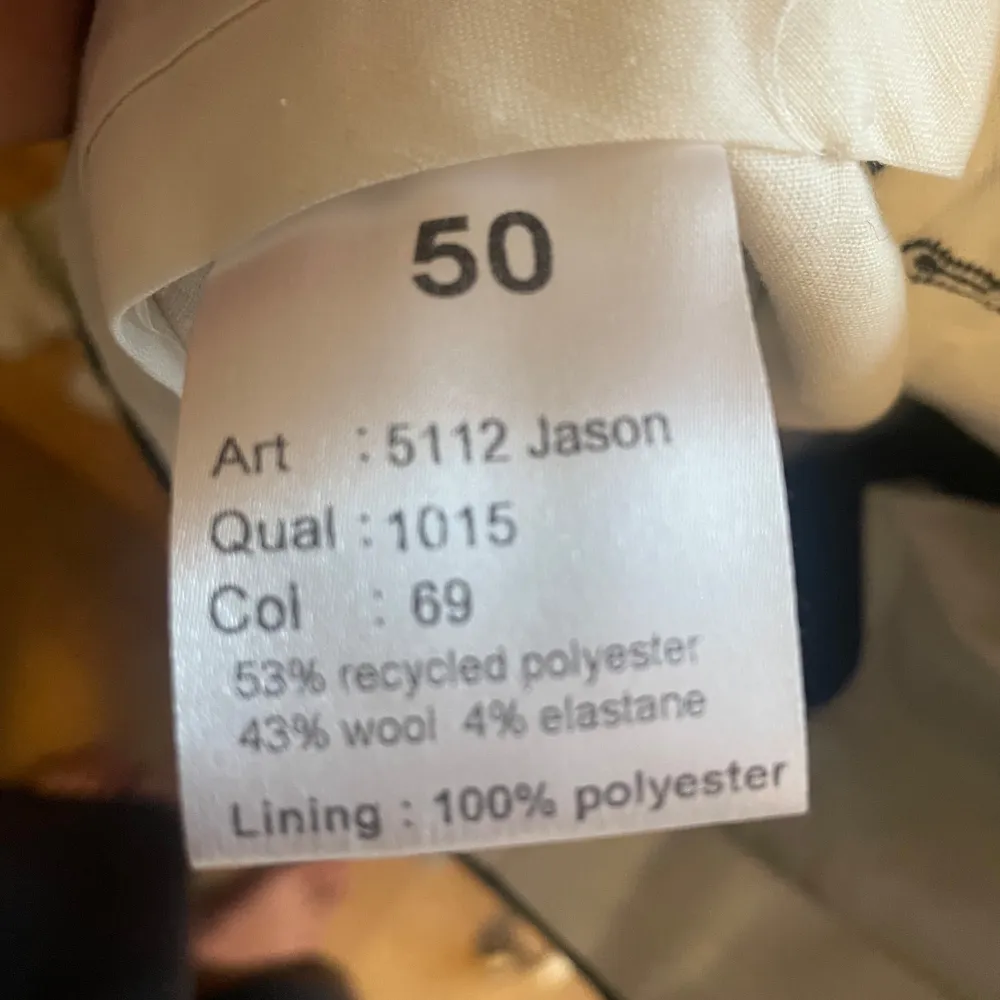 50
Art : 5112 Jason
Qual : 1015
Col : 69
53% recycled polyester
43% wool 4% elastane
Lining : 100% polyester